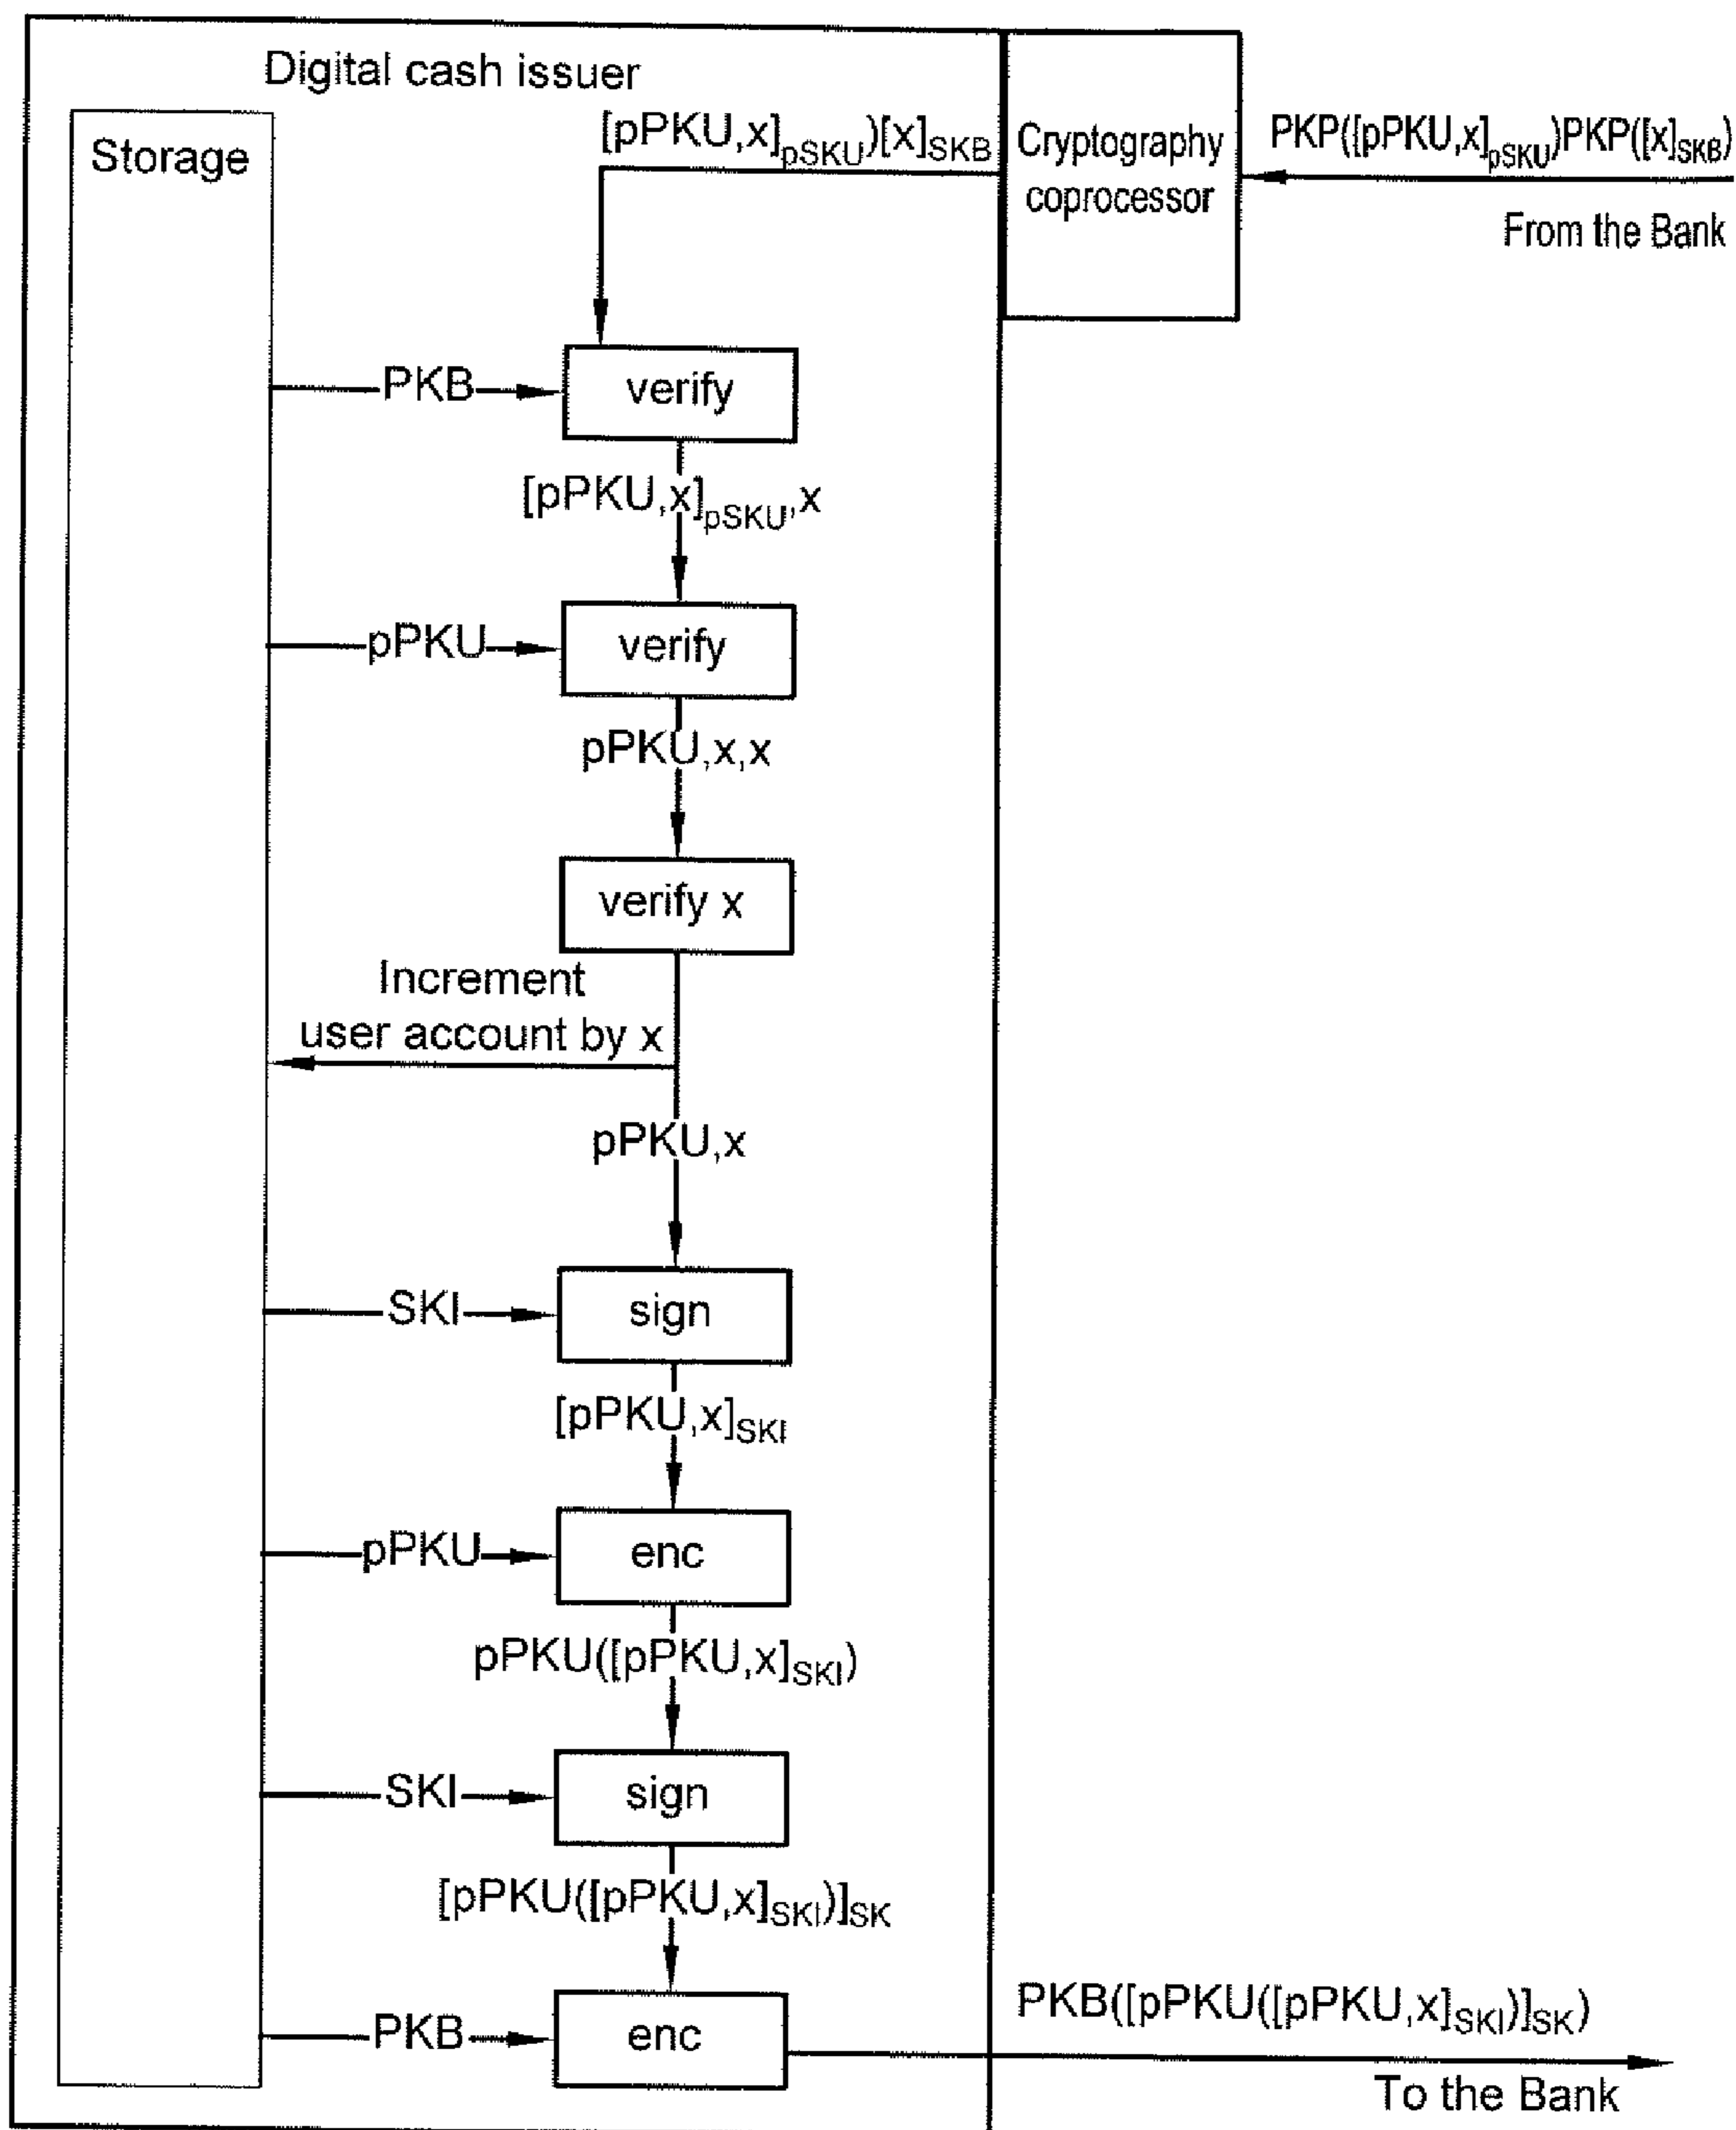 Digital cash issuer
Storage
[pPKU,x]pSKU)[x]SKB
Cryptography
coprocessor
PKP([pPKU,x]pSKU)PKP([x]SKB)
From the Bank
PKB
verify
[pPKU,x]pSKU,x
pPKU
verify
pPKU,x,x
verify x
Increment
user account by x
pPKU,x
SKI
sign
[pPKU,x]SKI
pPKU
enc
pPKU([pPKU,x]SKI)
SKI
sign
[pPKU([pPKU,x]SKI)]SK
PKB
enc
PKB([pPKU([pPKU,x]SKI)]SK)
To the Bank